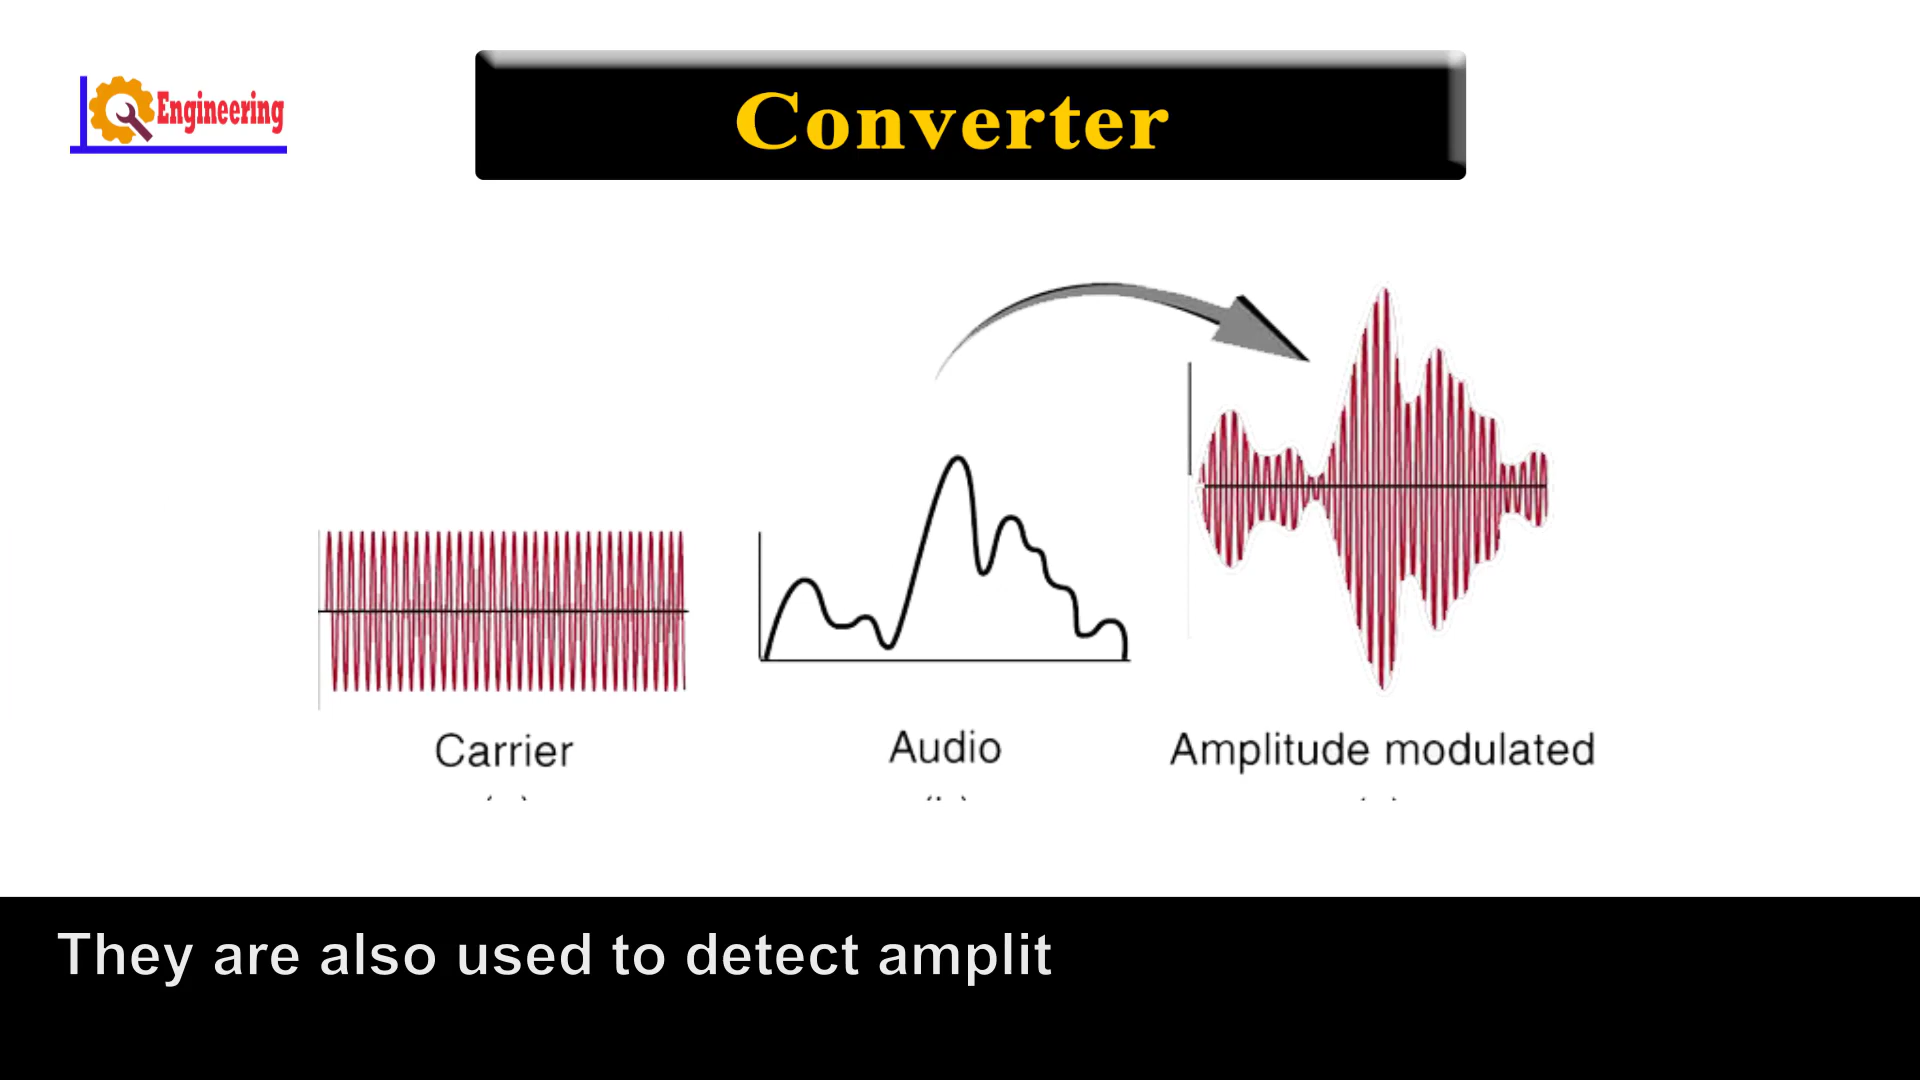 Engineering
Converter
Carrier
Audio
Amplitude modulated
They are also used to detect amplit